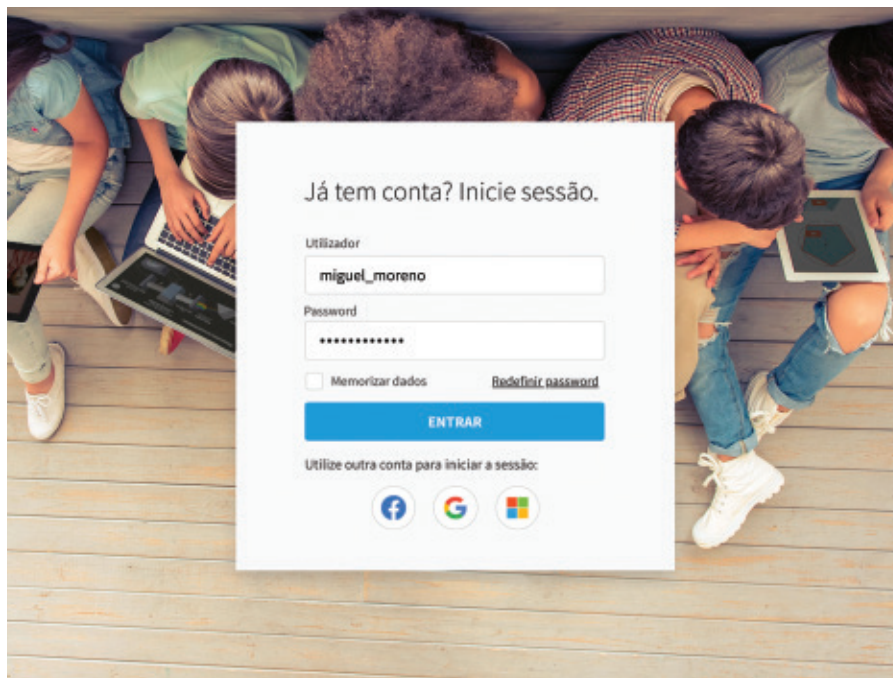 Já tem conta? Inicie sessão.
Utilizador
miguel_moreno
Password
••••••••••••
Memorizar dados
Redefinir password
ENTRAR
Utilize outra conta para iniciar a sessão: